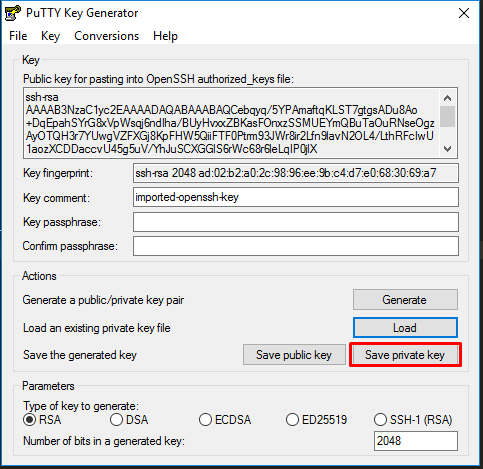 PuTTY Key Generator
File Key Conversions Help
Key
Public key for pasting into OpenSSH authorized_keys file:
ssh-rsa
AAAAB3NzaC1yc2EAAAADAQABAAABAQCebqyq/5YPAmaftqKLST7gtgsADu8Ao
+DqEpahSYrG8xVpWsqj6ndIha/BUyHvxxZBKasFOnxzSSMUEYmQBuTaOuRNseOgz
AyOTQH3r7YUwgVZFXGj8KpFHW5QiiFTF0Ptm93JWr8ir2Lfn9lavN2OL4/LthRFcIwU
1aozXCDDaccvU45g5uV/YhJuSCXGGlS6rWc68r6leLqIP0jIX
Key fingerprint: ssh-rsa 2048 ad:02:b2:a0:2c:98:96:ee:9b:c4:d7:e0:68:30:69:a7
Key comment: imported-openssh-key
Key passphrase:
Confirm passphrase:
Actions
Generate a public/private key pair Generate
Load an existing private key file Load
Save the generated key Save public key Save private key
Parameters
Type of key to generate:
RSA DSA ECDSA ED25519 SSH-1 (RSA)
Number of bits in a generated key: 2048